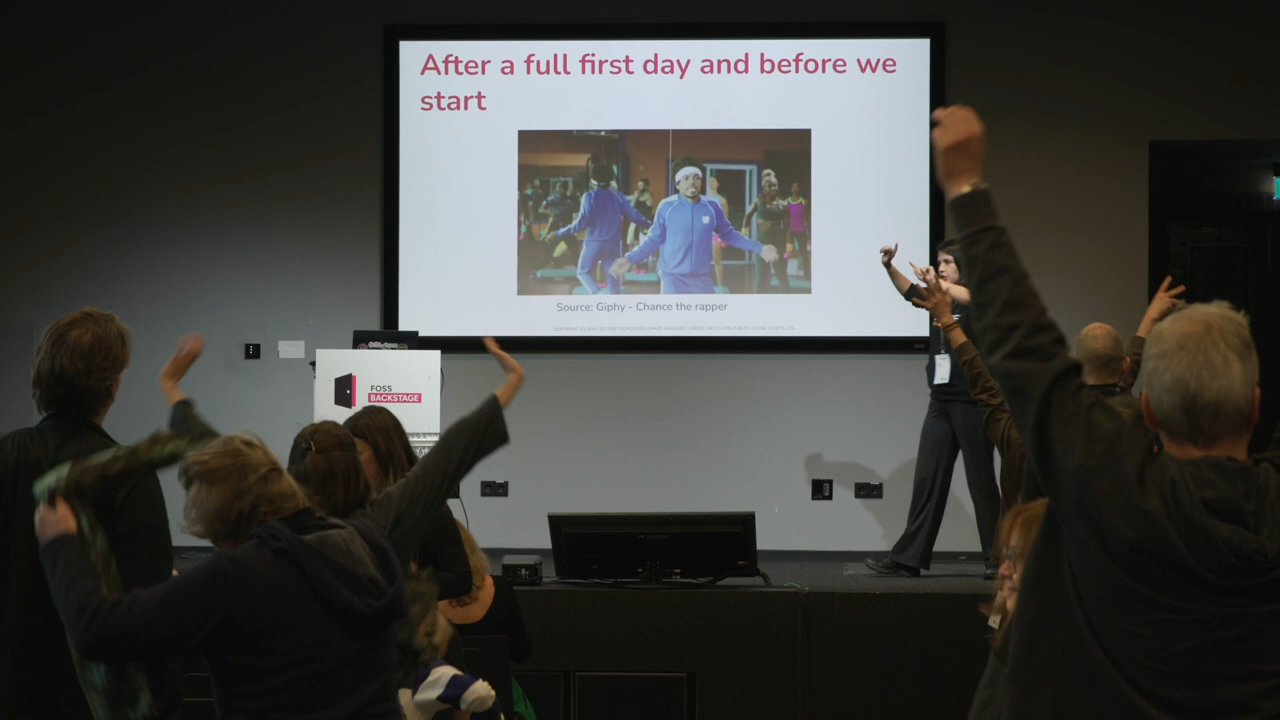 After a full first day and before we
start
Source: Giphy - Chance the rapper
FOSS
BACKSTAGE